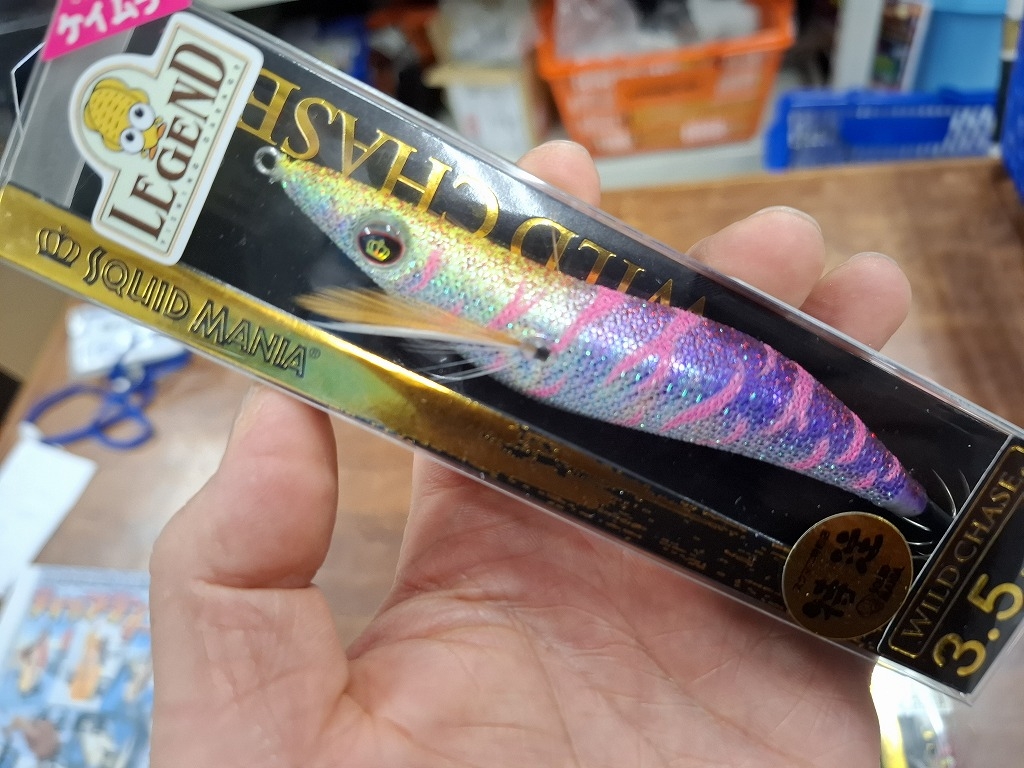 ケイムラ
LEGEND
WILD CHASE
SQUID MANIA®
WILD CHASE
3.5